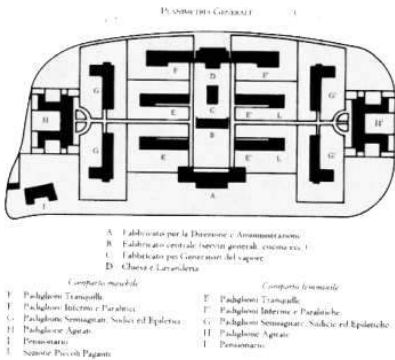 PLANIMETRIA GENERALE
F
D
F'
G
G'
C
H
E
E' L
H'
B
G
E
E' L
G'
I
A
A Fabbricato per la Direzione e Amministrazione
B Fabbricato centrale (servizi generali, cucina ecc.)
C Fabbricato pei Generatori del vapore
D Chiesa e Lavanderia
Comparto maschile
E Padiglioni Tranquilli
F Padiglioni Infermi e Paralitici
G Padiglioni Semiagitati, Sudici ed Epilettici
H Padiglione Agitati
I Pensionario
L Sezione Piccoli Paganti
Comparto femminile
E' Padiglioni Tranquille
F' Padiglioni Inferme e Paralitiche
G' Padiglioni Semiagitate, Sudicie ed Epilettiche
H' Padiglione Agitate